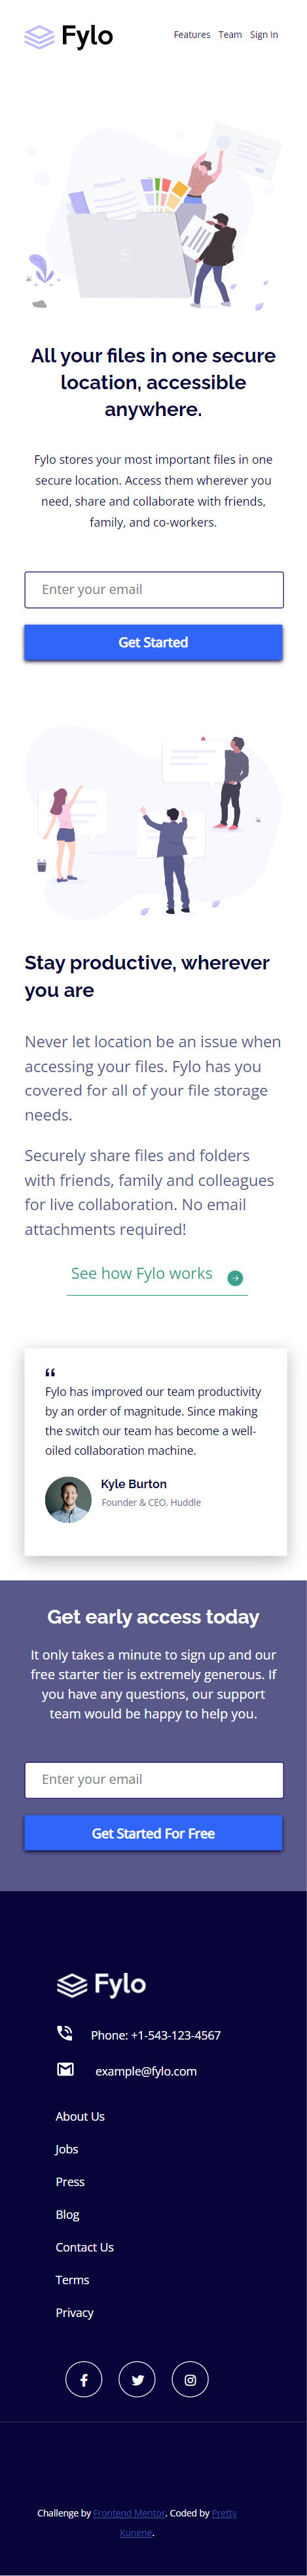 Fylo
Features Team Sign In
All your files in one secure
location, accessible
anywhere.
Fylo stores your most important files in one
secure location. Access them wherever you
need, share and collaborate with friends,
family, and co-workers.
Enter your email
Get Started
Stay productive, wherever
you are
Never let location be an issue when
accessing your files. Fylo has you
covered for all of your file storage
needs.
Securely share files and folders
with friends, family and colleagues
for live collaboration. No email
attachments required!
See how Fylo works
“
Fylo has improved our team productivity
by an order of magnitude. Since making
the switch our team has become a well-
oiled collaboration machine.
Kyle Burton
Founder & CEO, Huddle
Get early access today
It only takes a minute to sign up and our
free starter tier is extremely generous. If
you have any questions, our support
team would be happy to help you.
Enter your email
Get Started For Free
Fylo
Phone: +1-543-123-4567
example@fylo.com
About Us
Jobs
Press
Blog
Contact Us
Terms
Privacy
Challenge by Frontend Mentor. Coded by Pretty
Kunene.